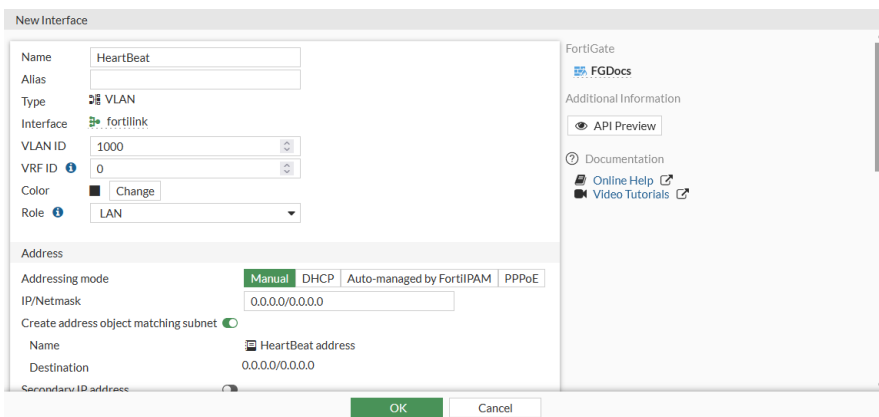 New Interface
Name HeartBeat
Alias
Type VLAN
Interface fortilink
VLAN ID 1000
VRF ID 0
Color Change
Role LAN
Address
Addressing mode Manual DHCP Auto-managed by FortiIPAM PPPoE
IP/Netmask 0.0.0.0/0.0.0.0
Create address object matching subnet
Name HeartBeat address
Destination 0.0.0.0/0.0.0.0
Secondary IP address
OK Cancel
FortiGate
FGDocs
Additional Information
API Preview
Documentation
Online Help
Video Tutorials